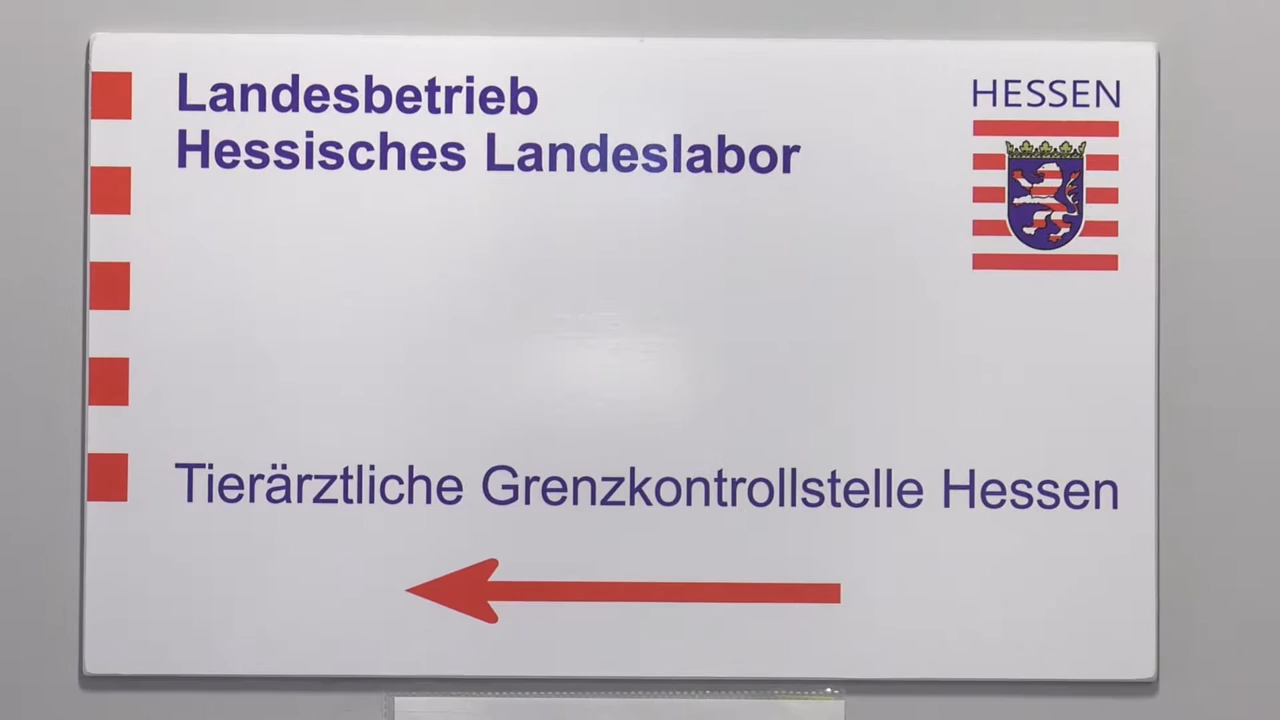 Landesbetrieb
Hessisches Landeslabor
HESSEN
Tierärztliche Grenzkontrollstelle Hessen